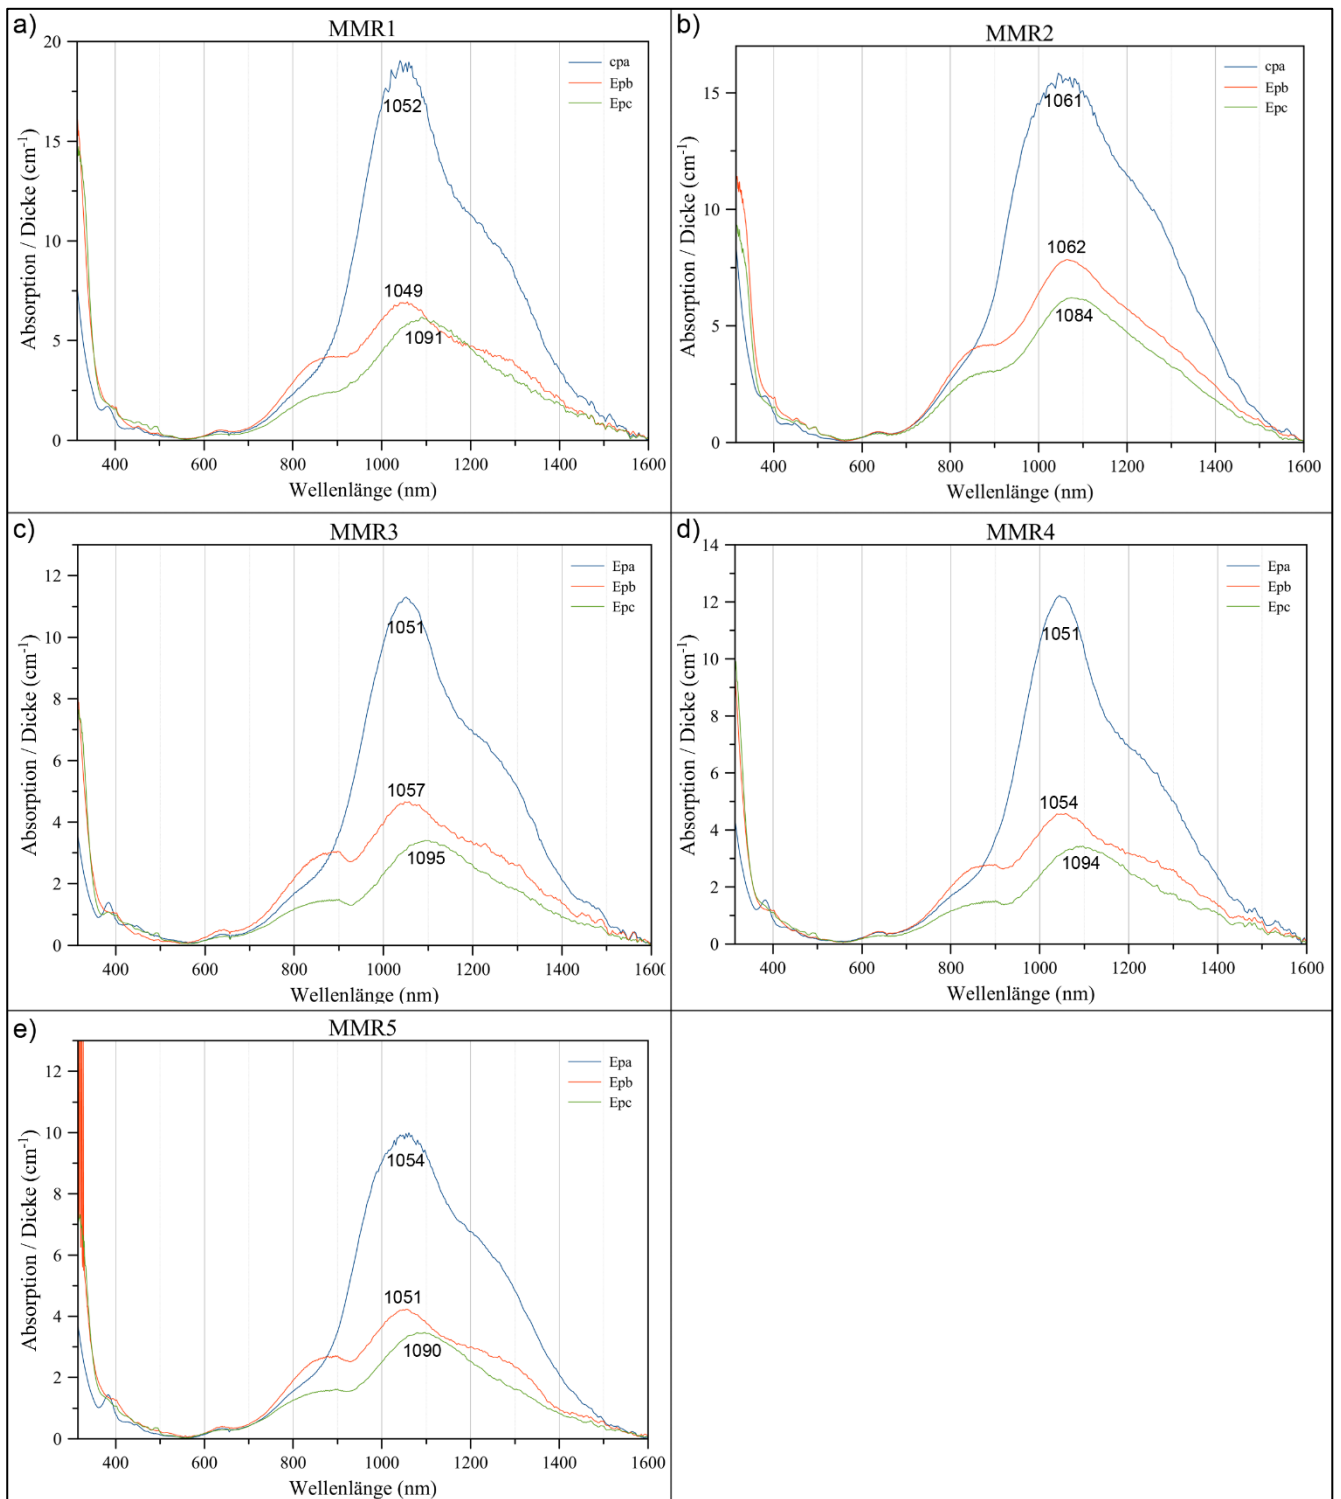 a)
MMR1
20
15
10
5
0
400 600 800 1000 1200 1400 1600
Absorption / Dicke (cm⁻¹)
Wellenlänge (nm)
cpa
Epb
Epc
1052
1049
1091
b)
MMR2
15
10
5
0
400 600 800 1000 1200 1400 1600
Absorption / Dicke (cm⁻¹)
Wellenlänge (nm)
cpa
Epb
Epc
1061
1062
1084
c)
MMR3
12
10
8
6
4
2
0
400 600 800 1000 1200 1400 1600
Absorption / Dicke (cm⁻¹)
Wellenlänge (nm)
Epa
Epb
Epc
1051
1057
1095
d)
MMR4
14
12
10
8
6
4
2
0
400 600 800 1000 1200 1400 1600
Absorption / Dicke (cm⁻¹)
Wellenlänge (nm)
Epa
Epb
Epc
1051
1054
1094
e)
MMR5
12
10
8
6
4
2
0
400 600 800 1000 1200 1400 1600
Absorption / Dicke (cm⁻¹)
Wellenlänge (nm)
Epa
Epb
Epc
1054
1051
1090